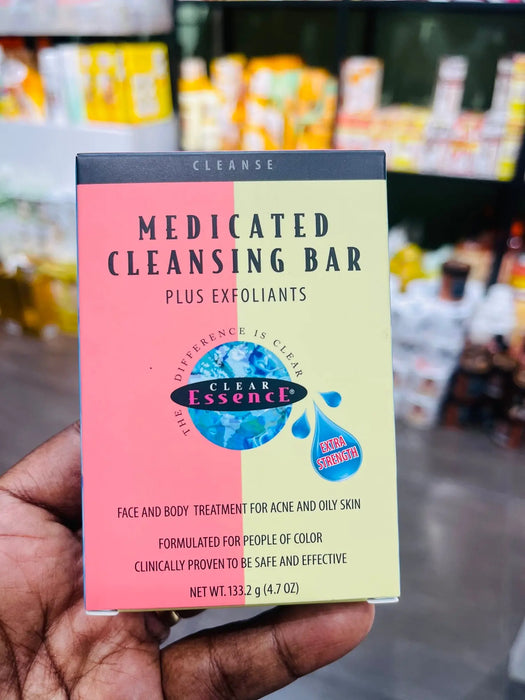 CLEANSE
MEDICATED
CLEANSING BAR
PLUS EXFOLIANTS
THE DIFFERENCE IS CLEAR
CLEAR
ESSENCE®
EXTRA
STRENGTH
FACE AND BODY TREATMENT FOR ACNE AND OILY SKIN
FORMULATED FOR PEOPLE OF COLOR
CLINICALLY PROVEN TO BE SAFE AND EFFECTIVE
NET WT. 133.2 g (4.7 OZ)